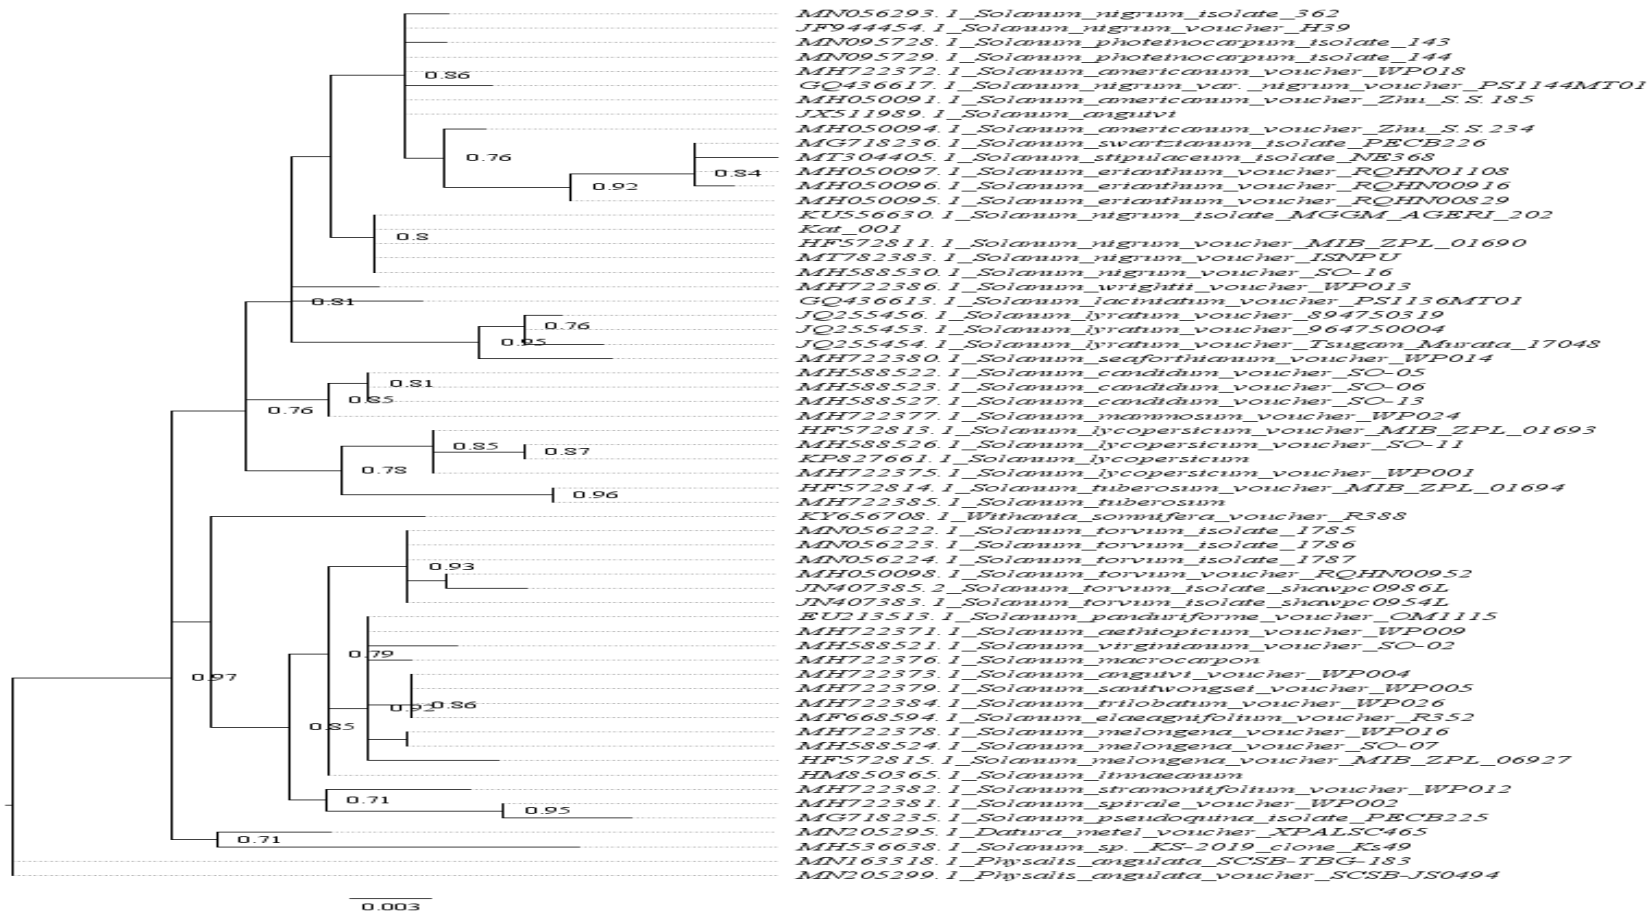 MN056293.1_Solanum_nigrum_isolate_362
JF944454.1_Solanum_nigrum_voucher_H39
MN095728.1_Solanum_photeinocarpum_isolate_143
MN095729.1_Solanum_photeinocarpum_isolate_144
0.86
MH722372.1_Solanum_americanum_voucher_WP018
GQ436617.1_Solanum_nigrum_var._nigrum_voucher_PS1144MT01
MH050091.1_Solanum_americanum_voucher_Zhu_S.S.185
JX511989.1_Solanum_anguivi
MH050094.1_Solanum_americanum_voucher_Zhu_S.S.234
MG718236.1_Solanum_swartzianum_isolate_PECB226
0.76
MT304405.1_Solanum_stipulaceum_isolate_NE368
0.84
MH050097.1_Solanum_erianthum_voucher_RQHN01108
0.92
MH050096.1_Solanum_erianthum_voucher_RQHN00916
MH050095.1_Solanum_erianthum_voucher_RQHN00829
KU556630.1_Solanum_nigrum_isolate_MGGM_AGERI_202
Kat_001
0.8
HF572811.1_Solanum_nigrum_voucher_MIB_ZPL_01690
MT782383.1_Solanum_nigrum_voucher_ISNPU
MH588530.1_Solanum_nigrum_voucher_SO-16
MH722386.1_Solanum_wrightii_voucher_WP013
0.81
GQ436613.1_Solanum_laciniatum_voucher_PS1136MT01
JQ255456.1_Solanum_lyratum_voucher_894750319
0.76
JQ255453.1_Solanum_lyratum_voucher_964750004
0.95
JQ255454.1_Solanum_lyratum_voucher_Tsugam_Murata_17048
MH722380.1_Solanum_seaforthianum_voucher_WP014
MH588522.1_Solanum_candidum_voucher_SO-05
0.81
MH588523.1_Solanum_candidum_voucher_SO-06
0.85
MH588527.1_Solanum_candidum_voucher_SO-13
0.76
MH722377.1_Solanum_mammosum_voucher_WP024
HF572813.1_Solanum_lycopersicum_voucher_MIB_ZPL_01693
0.85
MH588526.1_Solanum_lycopersicum_voucher_SO-11
0.87
KP827661.1_Solanum_lycopersicum
0.78
MH722375.1_Solanum_lycopersicum_voucher_WP001
HF572814.1_Solanum_tuberosum_voucher_MIB_ZPL_01694
0.96
MH722385.1_Solanum_tuberosum
KY656708.1_Withania_somnifera_voucher_R388
MN056222.1_Solanum_torvum_isolate_1785
MN056223.1_Solanum_torvum_isolate_1786
MN056224.1_Solanum_torvum_isolate_1787
0.93
MH050098.1_Solanum_torvum_voucher_RQHN00952
JN407385.2_Solanum_torvum_isolate_shawpc0986L
JN407383.1_Solanum_torvum_isolate_shawpc0954L
EU213513.1_Solanum_panduriforme_voucher_OM1115
MH722371.1_Solanum_aethiopicum_voucher_WP009
MH588521.1_Solanum_virginianum_voucher_SO-02
0.79
MH722376.1_Solanum_macrocarpon
MH722373.1_Solanum_anguivi_voucher_WP004
0.97
MH722379.1_Solanum_sanitwongsei_voucher_WP005
0.92
0.86
MH722384.1_Solanum_trilobatum_voucher_WP026
MF668594.1_Solanum_elaeagnifolium_voucher_R352
0.85
MH722378.1_Solanum_melongena_voucher_WP016
MH588524.1_Solanum_melongena_voucher_SO-07
HF572815.1_Solanum_melongena_voucher_MIB_ZPL_06927
HM850365.1_Solanum_linnaeanum
MH722382.1_Solanum_stramoniifolium_voucher_WP012
0.71
MH722381.1_Solanum_spirale_voucher_WP002
0.95
MG718235.1_Solanum_pseudoquina_isolate_PECB225
MN205295.1_Datura_metel_voucher_XPALSC465
0.71
MH536638.1_Solanum_sp._KS-2019_clone_Ks49
MN163318.1_Physalis_angulata_SCSB-TBG-183
MN205299.1_Physalis_angulata_voucher_SCSB-JS0494
0.003